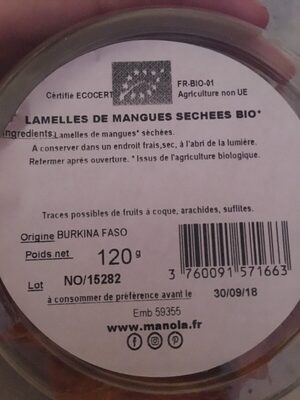 Certifié ECOCERT
FR-BIO-01
Agriculture non UE
LAMELLES DE MANGUES SECHEES BIO*
Ingredients. Lamelles de mangues* séchées.
A conserver dans un endroit frais,sec, à l'abri de la lumière.
Refermer après ouverture. * Issus de l'agriculture biologique.
Traces possibles de fruits à coque, arachides, sulfites.
Origine BURKINA FASO
Poids net 120g
Lot NO/15282
3 760091 571663
à consommer de préférence avant le 30/09/18
Emb 59355
www.manola.fr